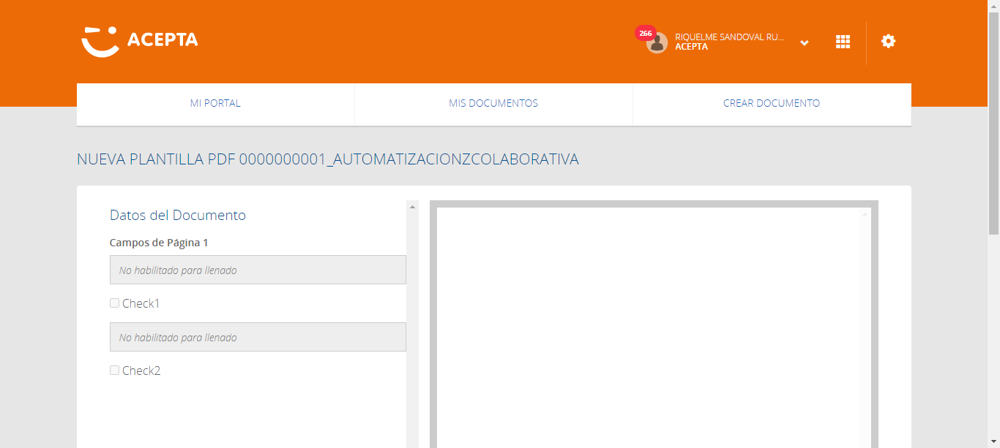 ACEPTA
266
RIQUELME SANDOVAL RU...
ACEPTA
MI PORTAL
MIS DOCUMENTOS
CREAR DOCUMENTO
NUEVA PLANTILLA PDF 0000000001_AUTOMATIZACIONZCOLABORATIVA
Datos del Documento
Campos de Página 1
No habilitado para llenado
Check1
No habilitado para llenado
Check2